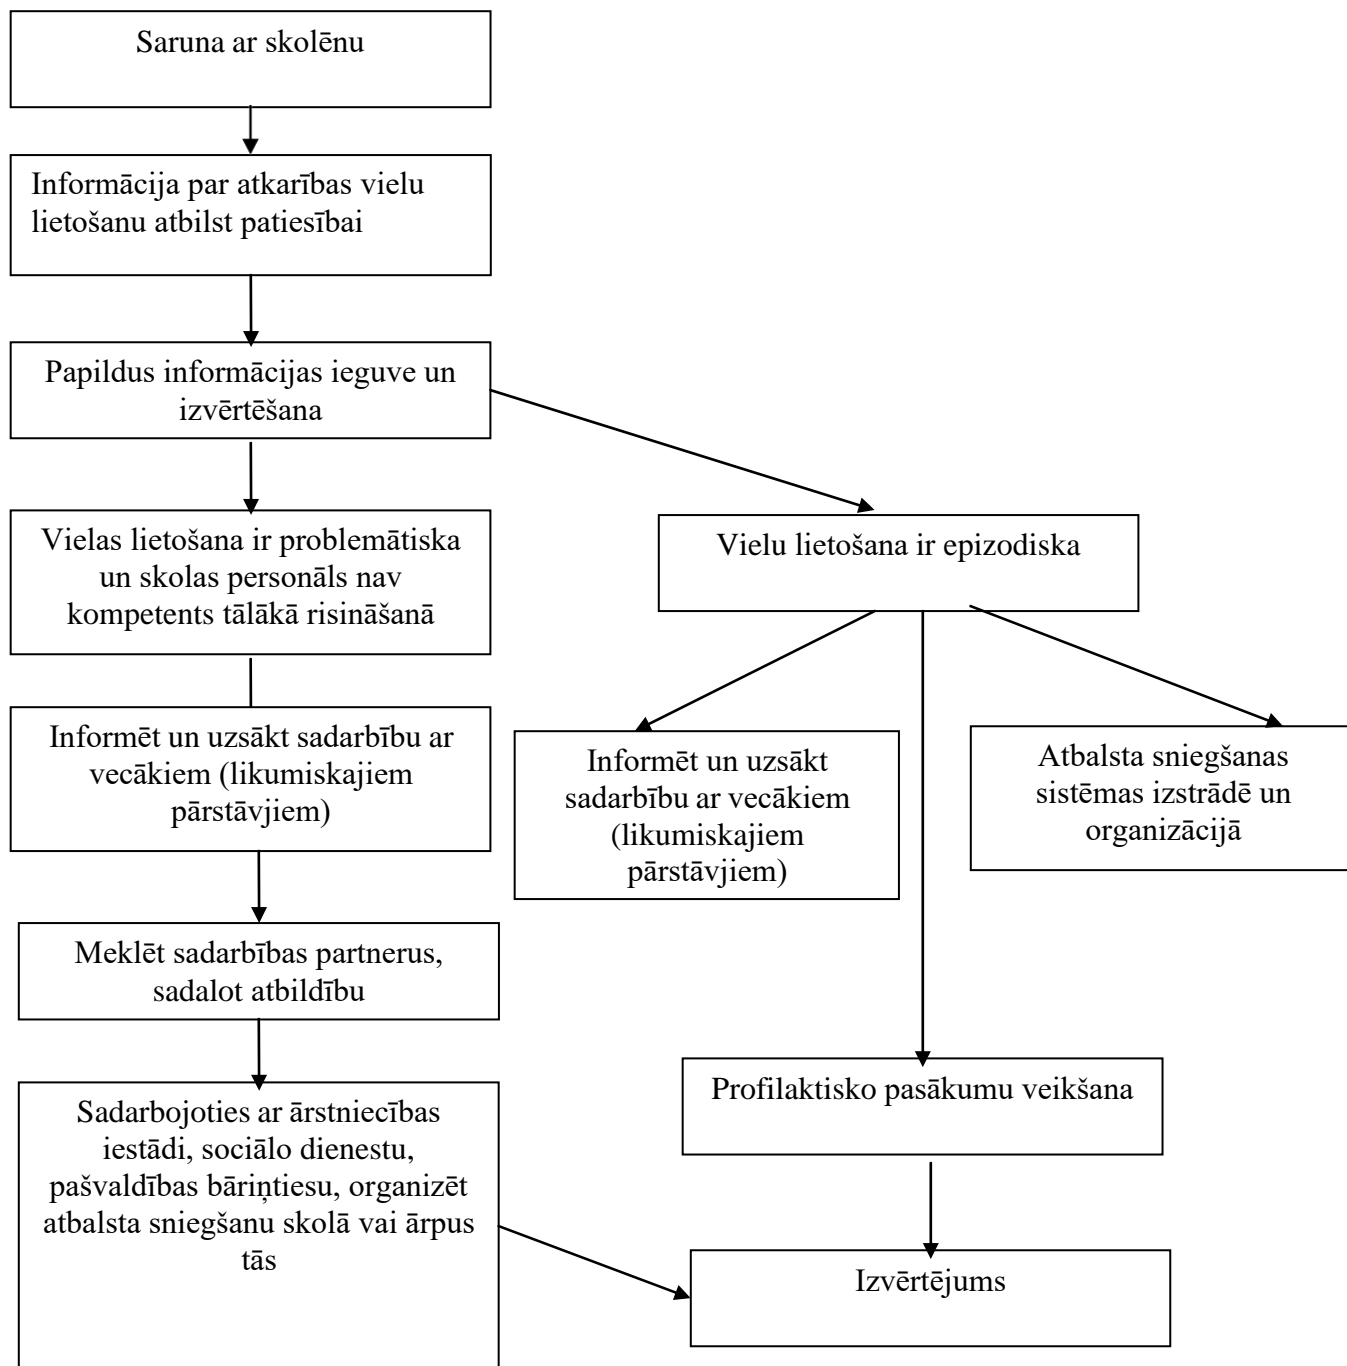 Saruna ar skolēnu
Informācija par atkarības vielu
lietošanu atbilst patiesībai
Papildus informācijas ieguve un
izvērtēšana
Vielas lietošana ir problemātiska
un skolas personāls nav
kompetents tālākā risināšanā
Vielu lietošana ir epizodiska
Informēt un uzsākt sadarbību ar
vecākiem (likumiskajiem
pārstāvjiem)
Informēt un uzsākt
sadarbību ar vecākiem
(likumiskajiem
pārstāvjiem)
Atbalsta sniegšanas
sistēmas izstrādē un
organizācijā
Meklēt sadarbības partnerus,
sadalot atbildību
Profilaktisko pasākumu veikšana
Sadarbojoties ar ārstniecības
iestādi, sociālo dienestu,
pašvaldības bāriņtiesu, organizēt
atbalsta sniegšanu skolā vai ārpus
tās
Izvērtējums